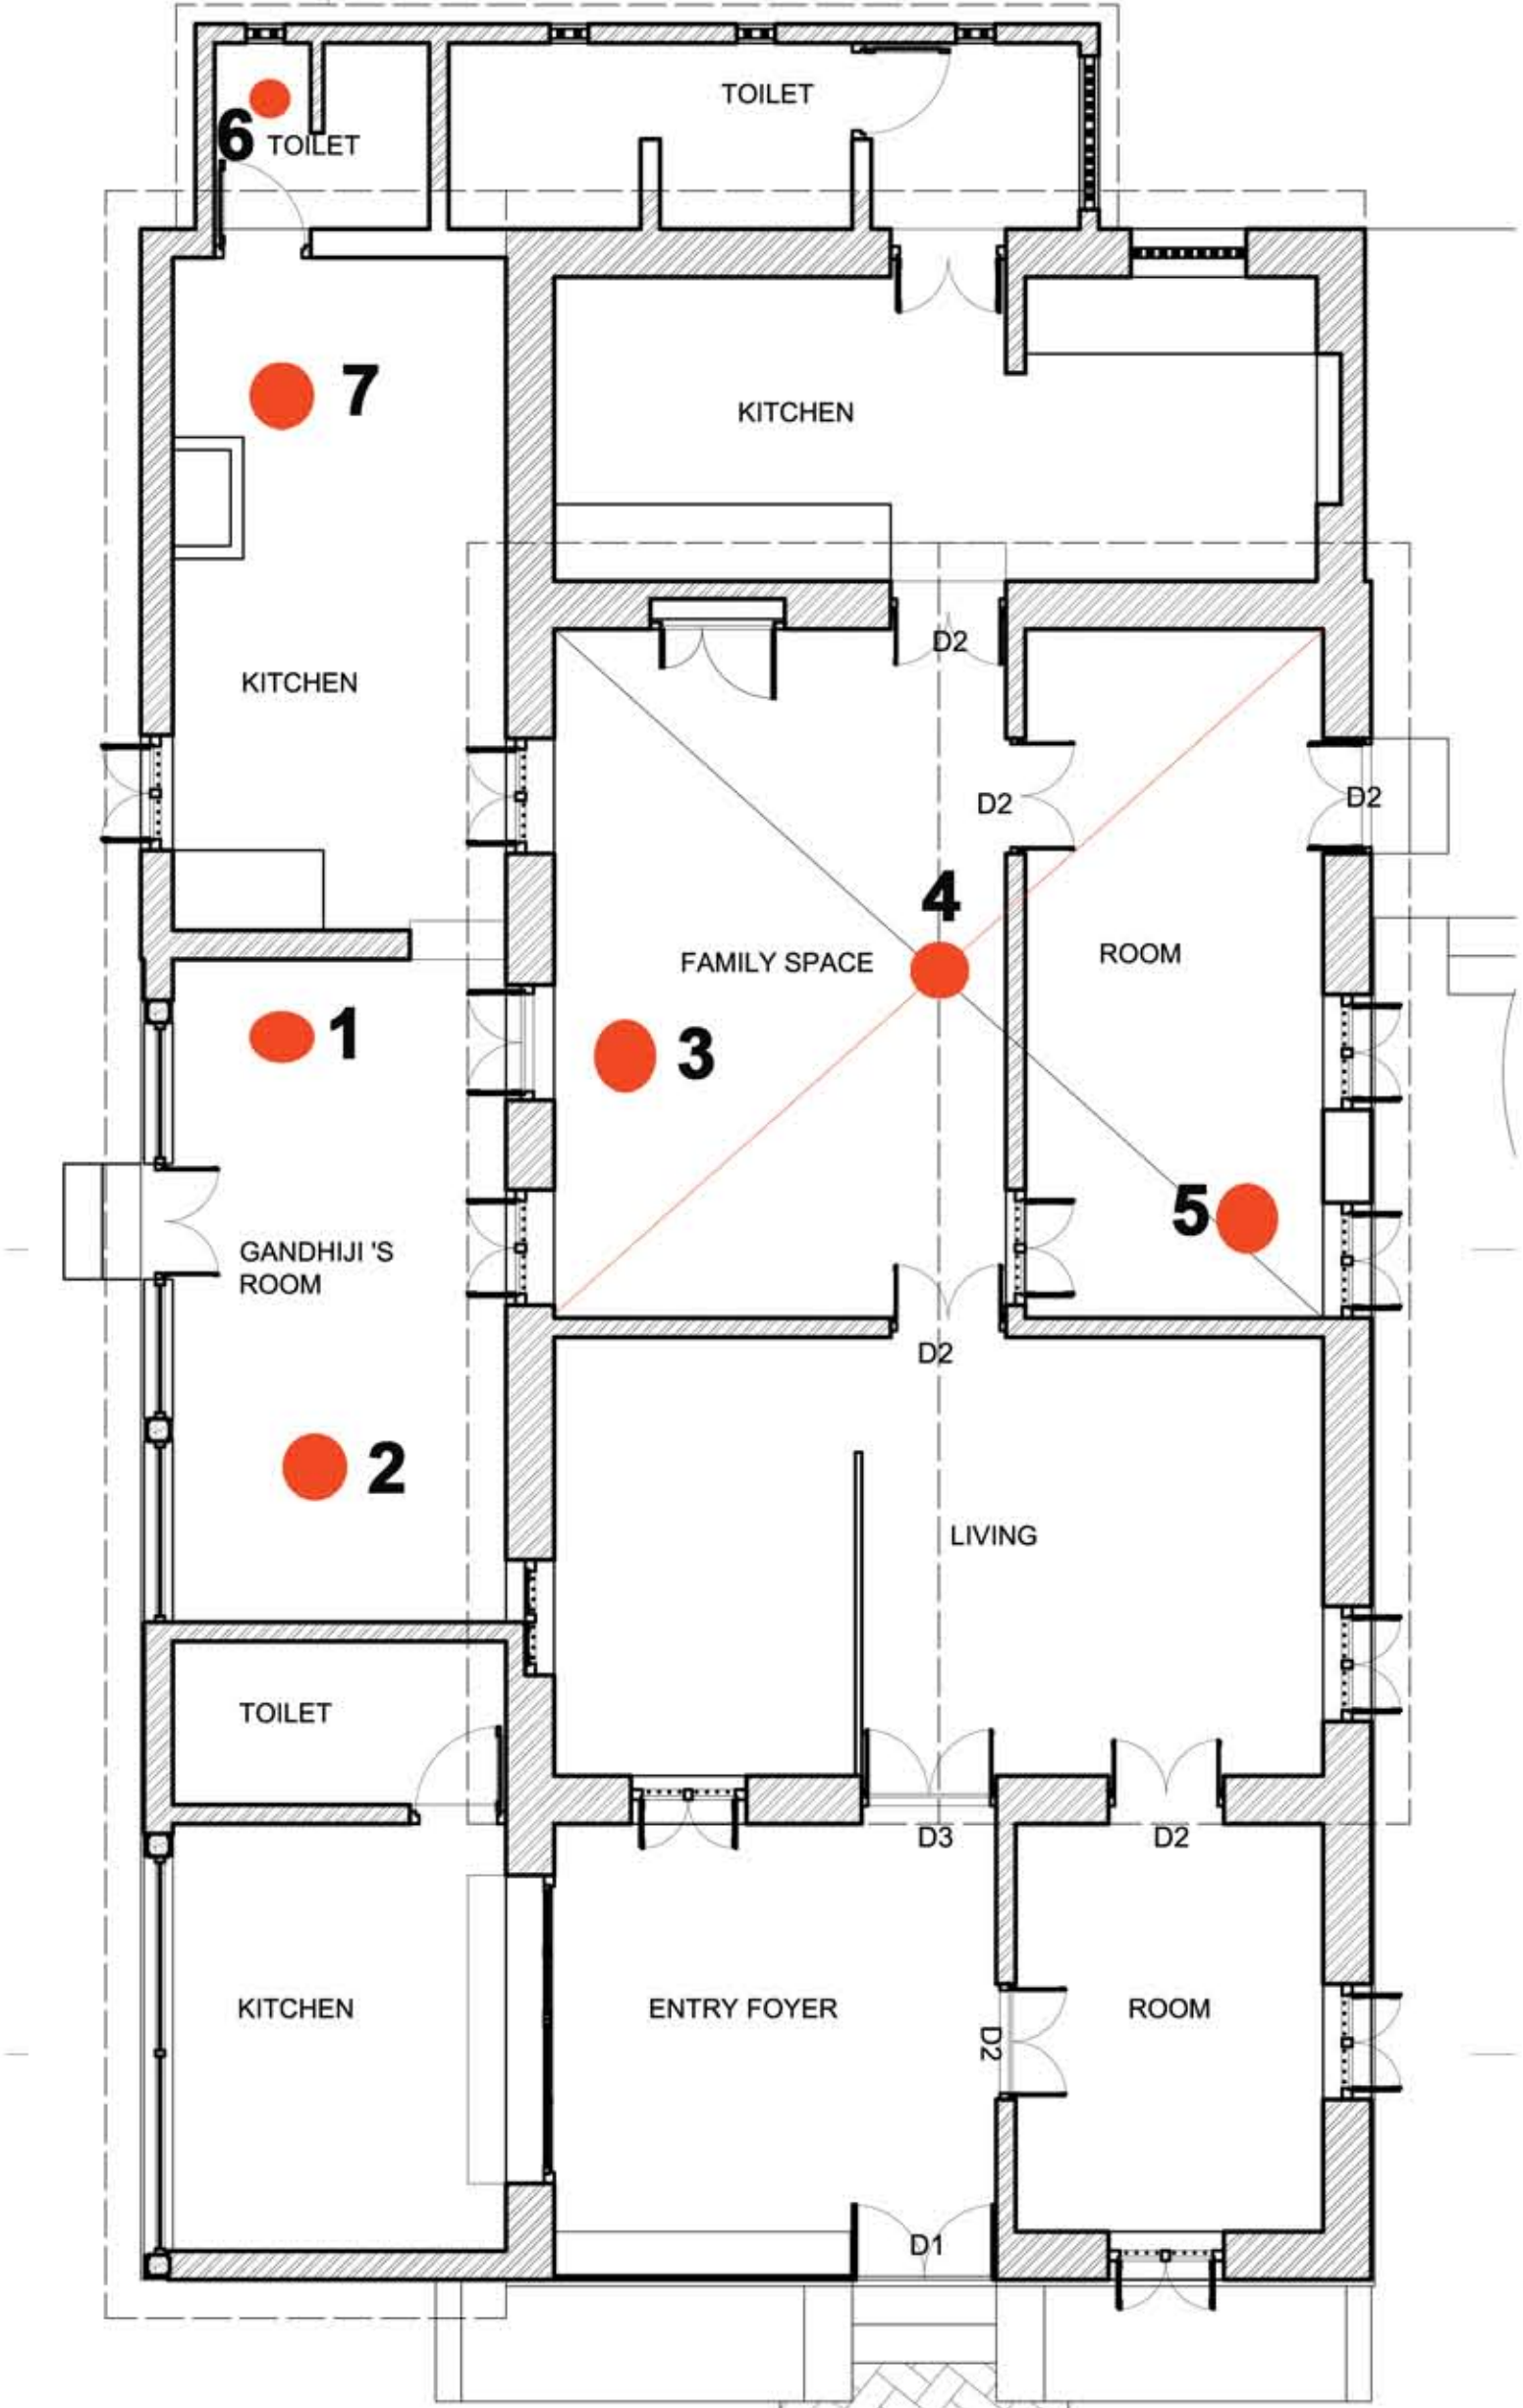 TOILET
6 TOILET
7
KITCHEN
D2
KITCHEN
D2
D2
4
FAMILY SPACE
ROOM
1
3
5
GANDHIJI 'S
ROOM
D2
2
LIVING
TOILET
D3
D2
KITCHEN
ENTRY FOYER
D2
ROOM
D1